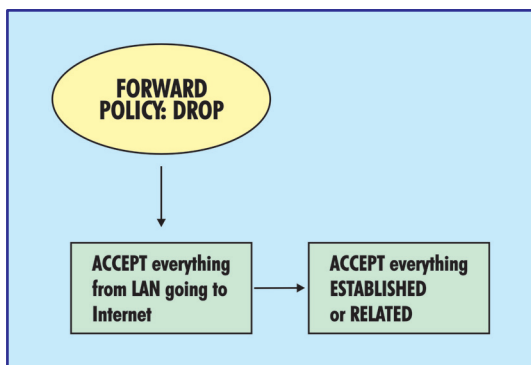 FORWARD
POLICY: DROP
ACCEPT everything
from LAN going to
Internet
ACCEPT everything
ESTABLISHED
or RELATED